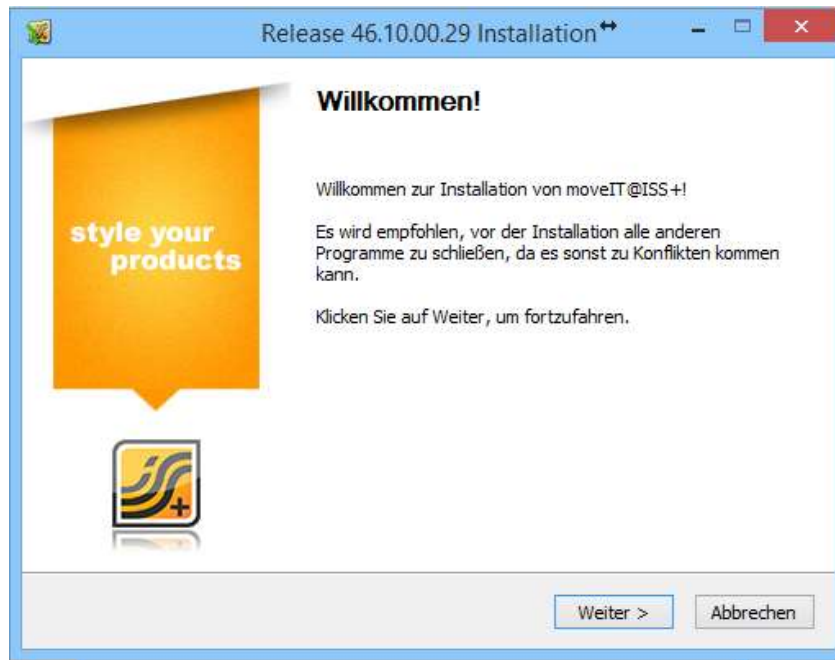 Release 46.10.00.29 Installation
Willkommen!
Willkommen zur Installation von moveIT@ISS+!
Es wird empfohlen, vor der Installation alle anderen
Programme zu schließen, da es sonst zu Konflikten kommen
kann.
Klicken Sie auf Weiter, um fortzufahren.
style your
products
Weiter >
Abbrechen